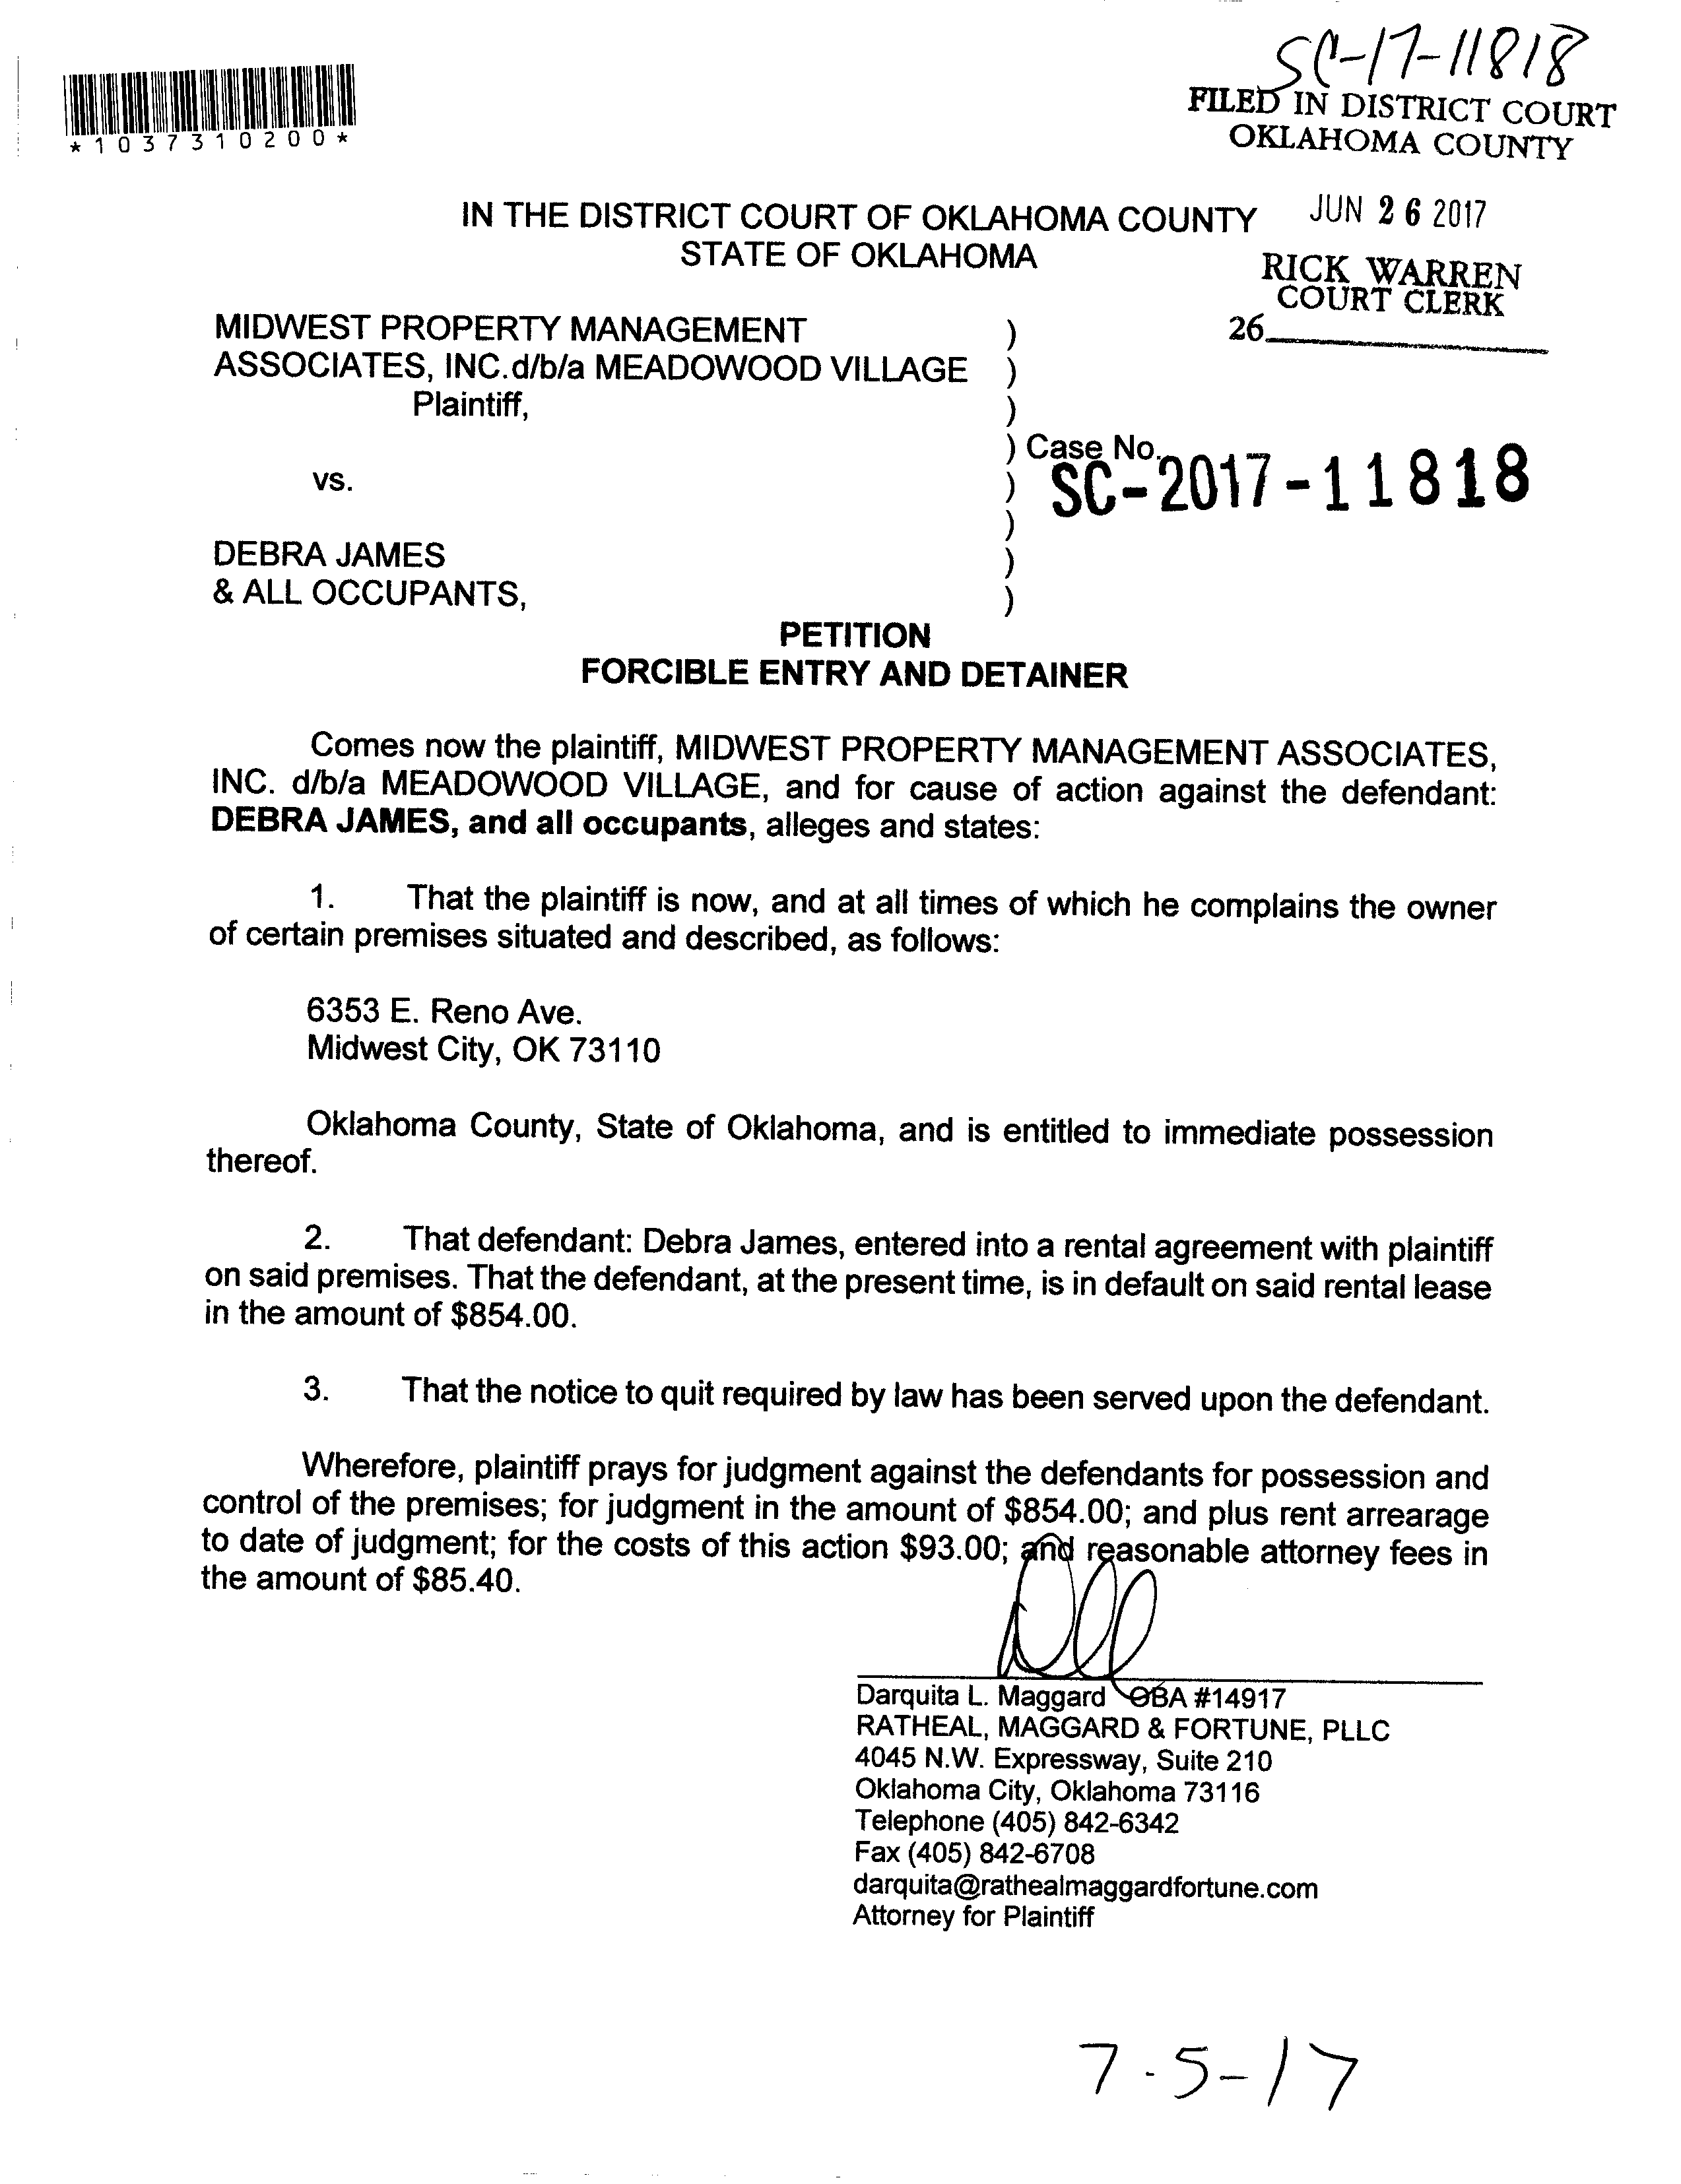 SC-17-11818
FILED IN DISTRICT COURT
OKLAHOMA COUNTY
*1037310200*
JUN 26 2017
IN THE DISTRICT COURT OF OKLAHOMA COUNTY
STATE OF OKLAHOMA
RICK WARREN
COURT CLERK
26
MIDWEST PROPERTY MANAGEMENT )
ASSOCIATES, INC.d/b/a MEADOWOOD VILLAGE )
Plaintiff, )
) Case No.
vs. ) SC-2017-11818
)
DEBRA JAMES )
& ALL OCCUPANTS, )
PETITION
FORCIBLE ENTRY AND DETAINER
Comes now the plaintiff, MIDWEST PROPERTY MANAGEMENT ASSOCIATES,
INC. d/b/a MEADOWOOD VILLAGE, and for cause of action against the defendant:
DEBRA JAMES, and all occupants, alleges and states:
1. That the plaintiff is now, and at all times of which he complains the owner
of certain premises situated and described, as follows:
6353 E. Reno Ave.
Midwest City, OK 73110
Oklahoma County, State of Oklahoma, and is entitled to immediate possession
thereof.
2. That defendant: Debra James, entered into a rental agreement with plaintiff
on said premises. That the defendant, at the present time, is in default on said rental lease
in the amount of $854.00.
3. That the notice to quit required by law has been served upon the defendant.
Wherefore, plaintiff prays for judgment against the defendants for possession and
control of the premises; for judgment in the amount of $854.00; and plus rent arrearage
to date of judgment; for the costs of this action $93.00; and reasonable attorney fees in
the amount of $85.40.
Darquita L. Maggard OBA #14917
RATHEAL, MAGGARD & FORTUNE, PLLC
4045 N.W. Expressway, Suite 210
Oklahoma City, Oklahoma 73116
Telephone (405) 842-6342
Fax (405) 842-6708
darquita@rathealmaggardfortune.com
Attorney for Plaintiff
7-5-17